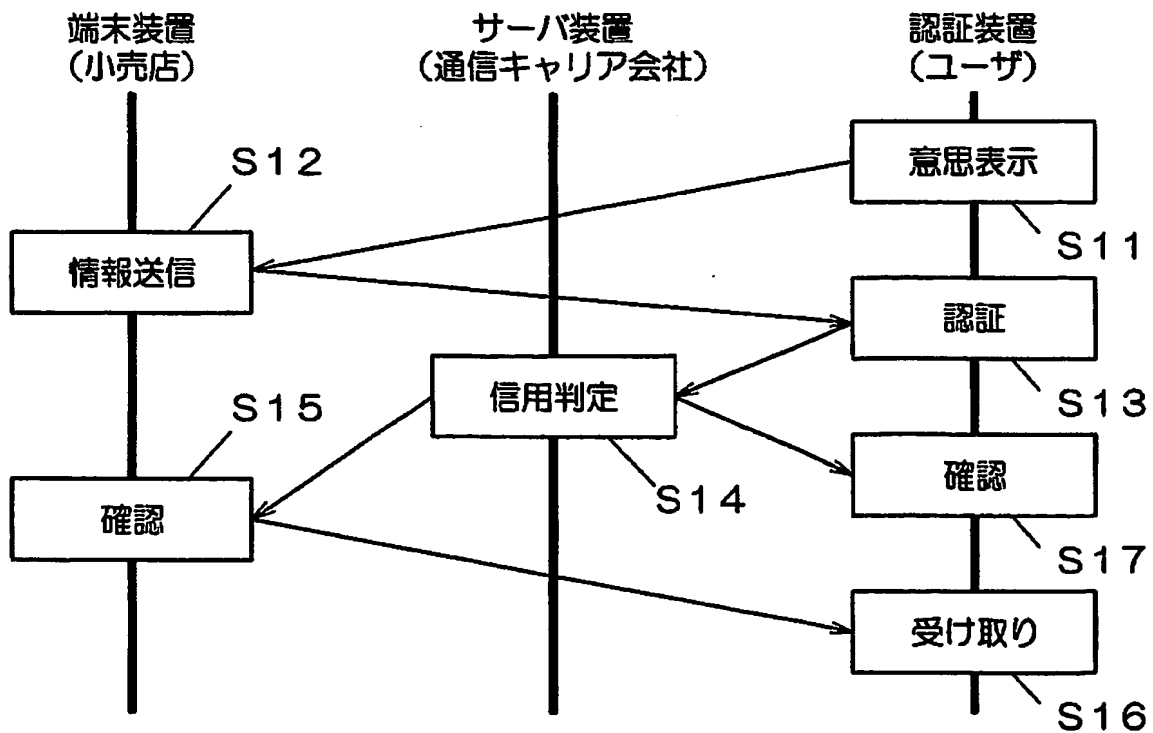 端末装置
(小売店)
サーバ装置
(通信キャリア会社)
認証装置
(ユーザ)
意思表示
S11
S12
情報送信
認証
S13
信用判定
S14
S15
確認
確認
S17
受け取り
S16